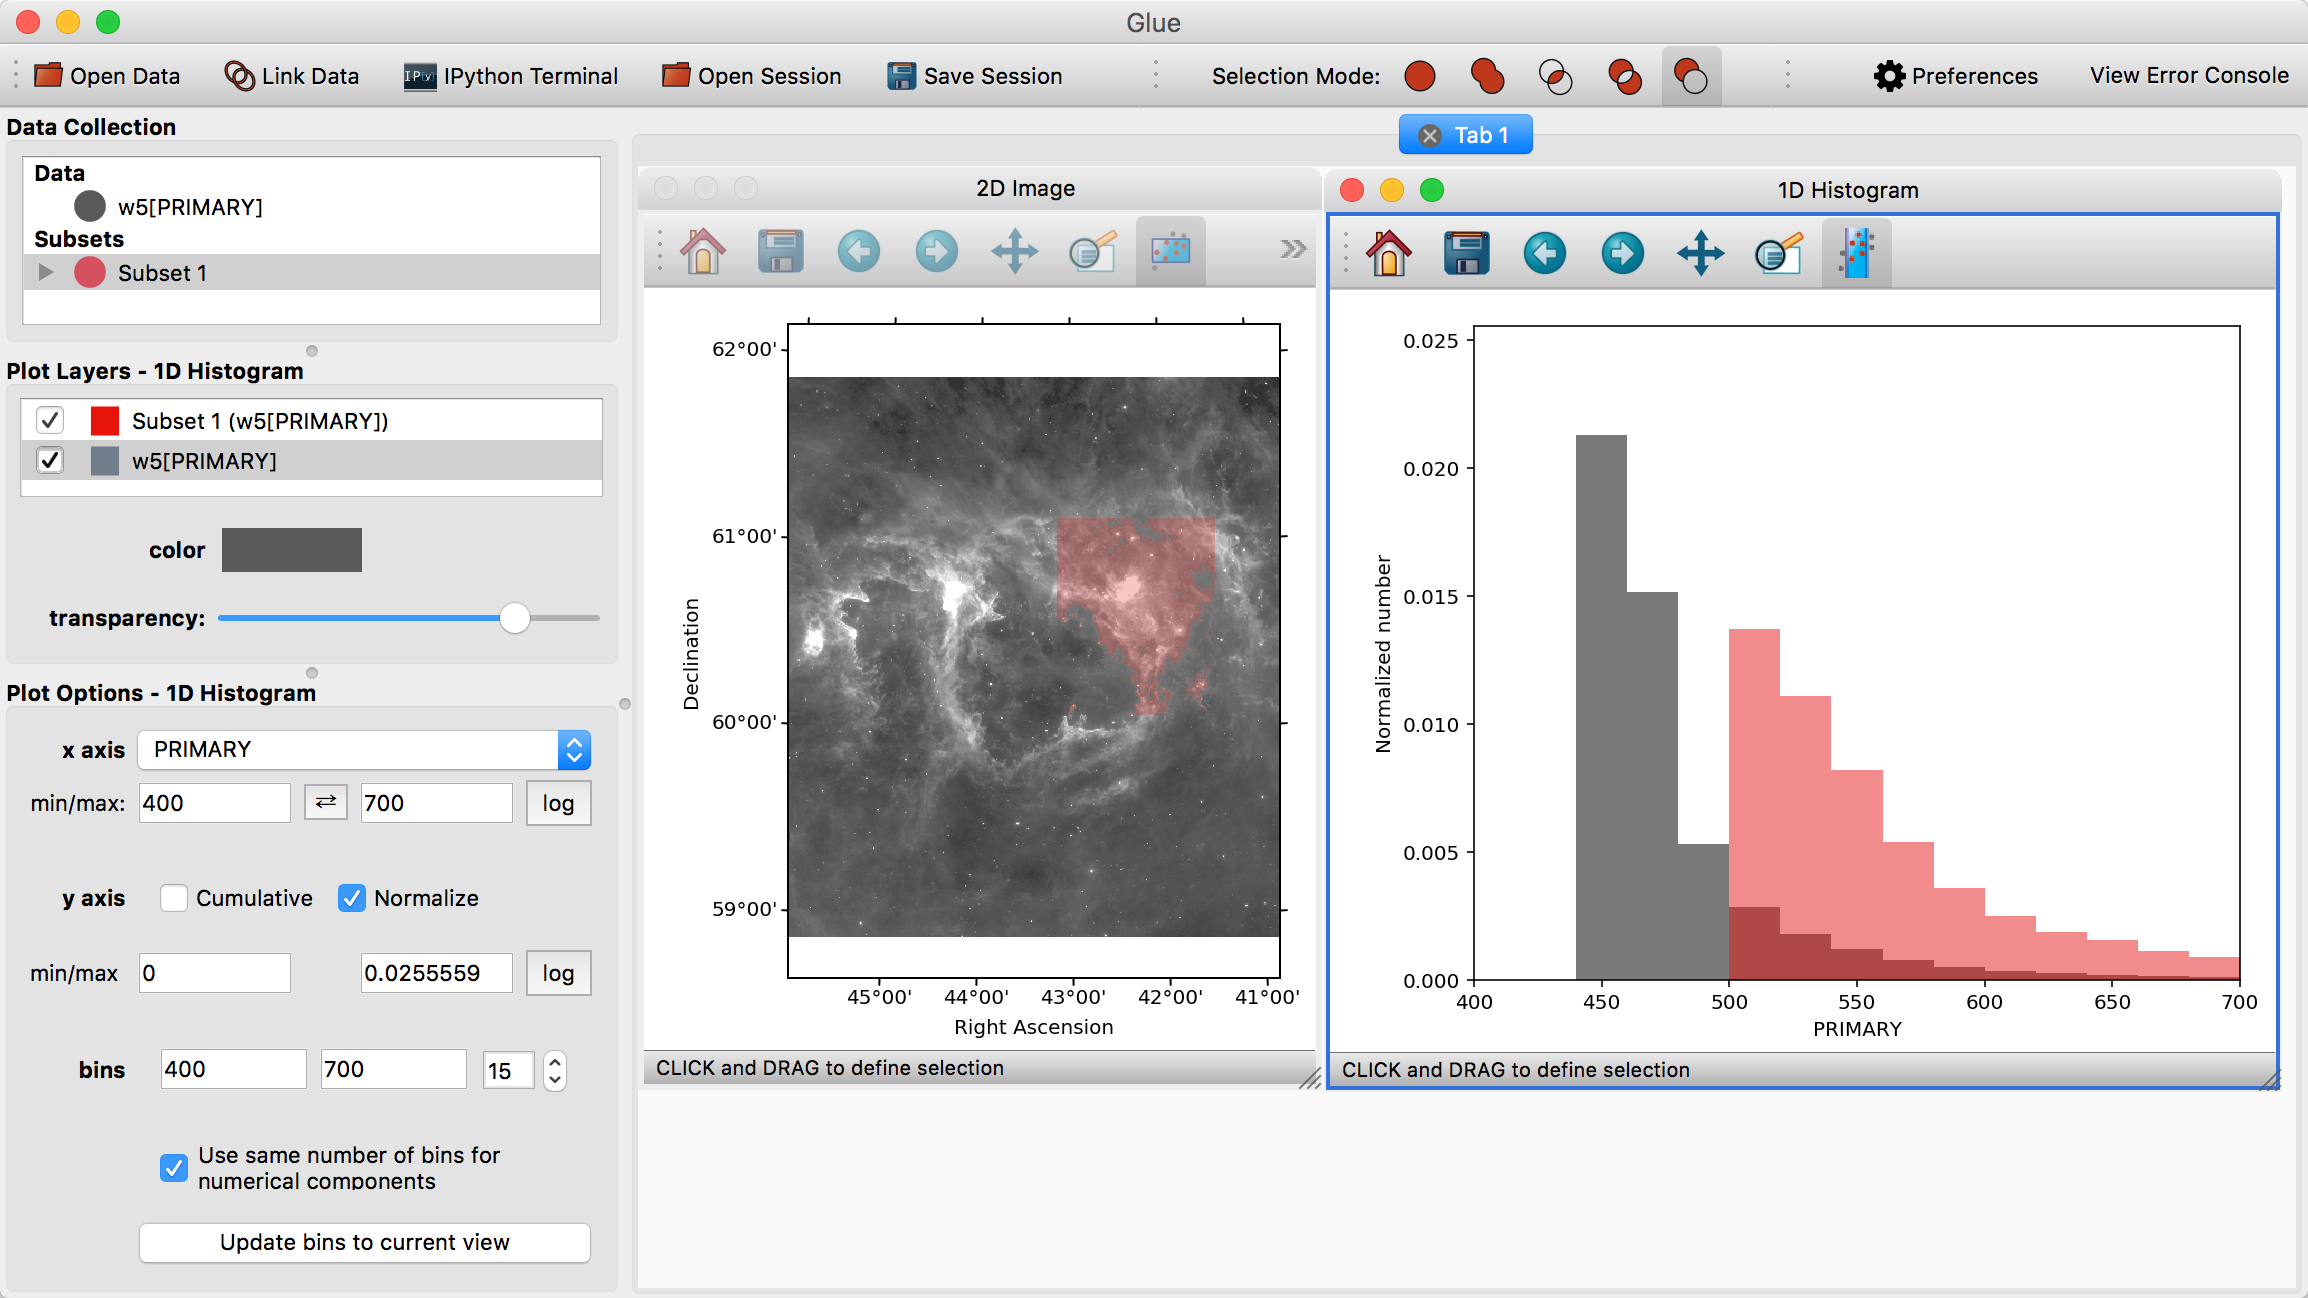 Glue
Open Data Link Data IP[y] IPython Terminal Open Session Save Session Selection Mode: Preferences View Error Console
Data Collection
Data
w5[PRIMARY]
Subsets
Subset 1
Plot Layers - 1D Histogram
Subset 1 (w5[PRIMARY])
w5[PRIMARY]
color
transparency:
Plot Options - 1D Histogram
x axis PRIMARY
min/max: 400 700 log
y axis Cumulative Normalize
min/max 0 0.0255559 log
bins 400 700 15
Use same number of bins for
numerical components
Update bins to current view
Tab 1
2D Image
62°00'
61°00'
60°00'
59°00'
Declination
45°00' 44°00' 43°00' 42°00' 41°00'
Right Ascension
CLICK and DRAG to define selection
1D Histogram
0.025
0.020
0.015
0.010
0.005
0.000
Normalized number
400 450 500 550 600 650 700
PRIMARY
CLICK and DRAG to define selection